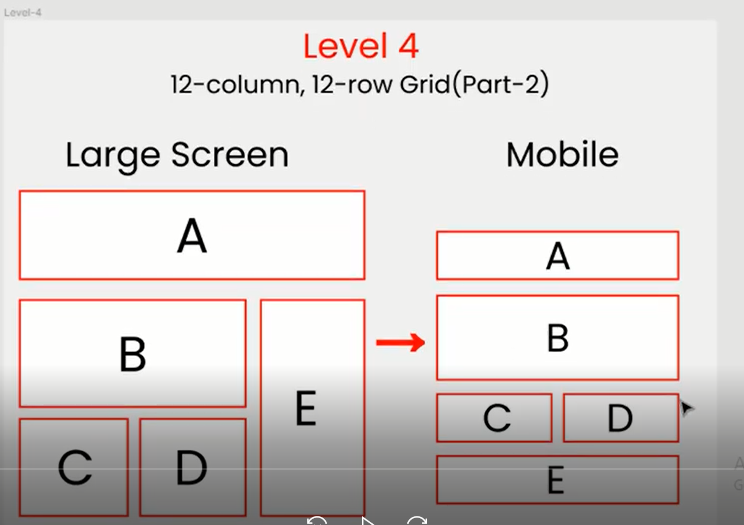 Level-4
Level 4
12-column, 12-row Grid(Part-2)
Large Screen
A
B
E
C
D
Mobile
A
B
C
D
E